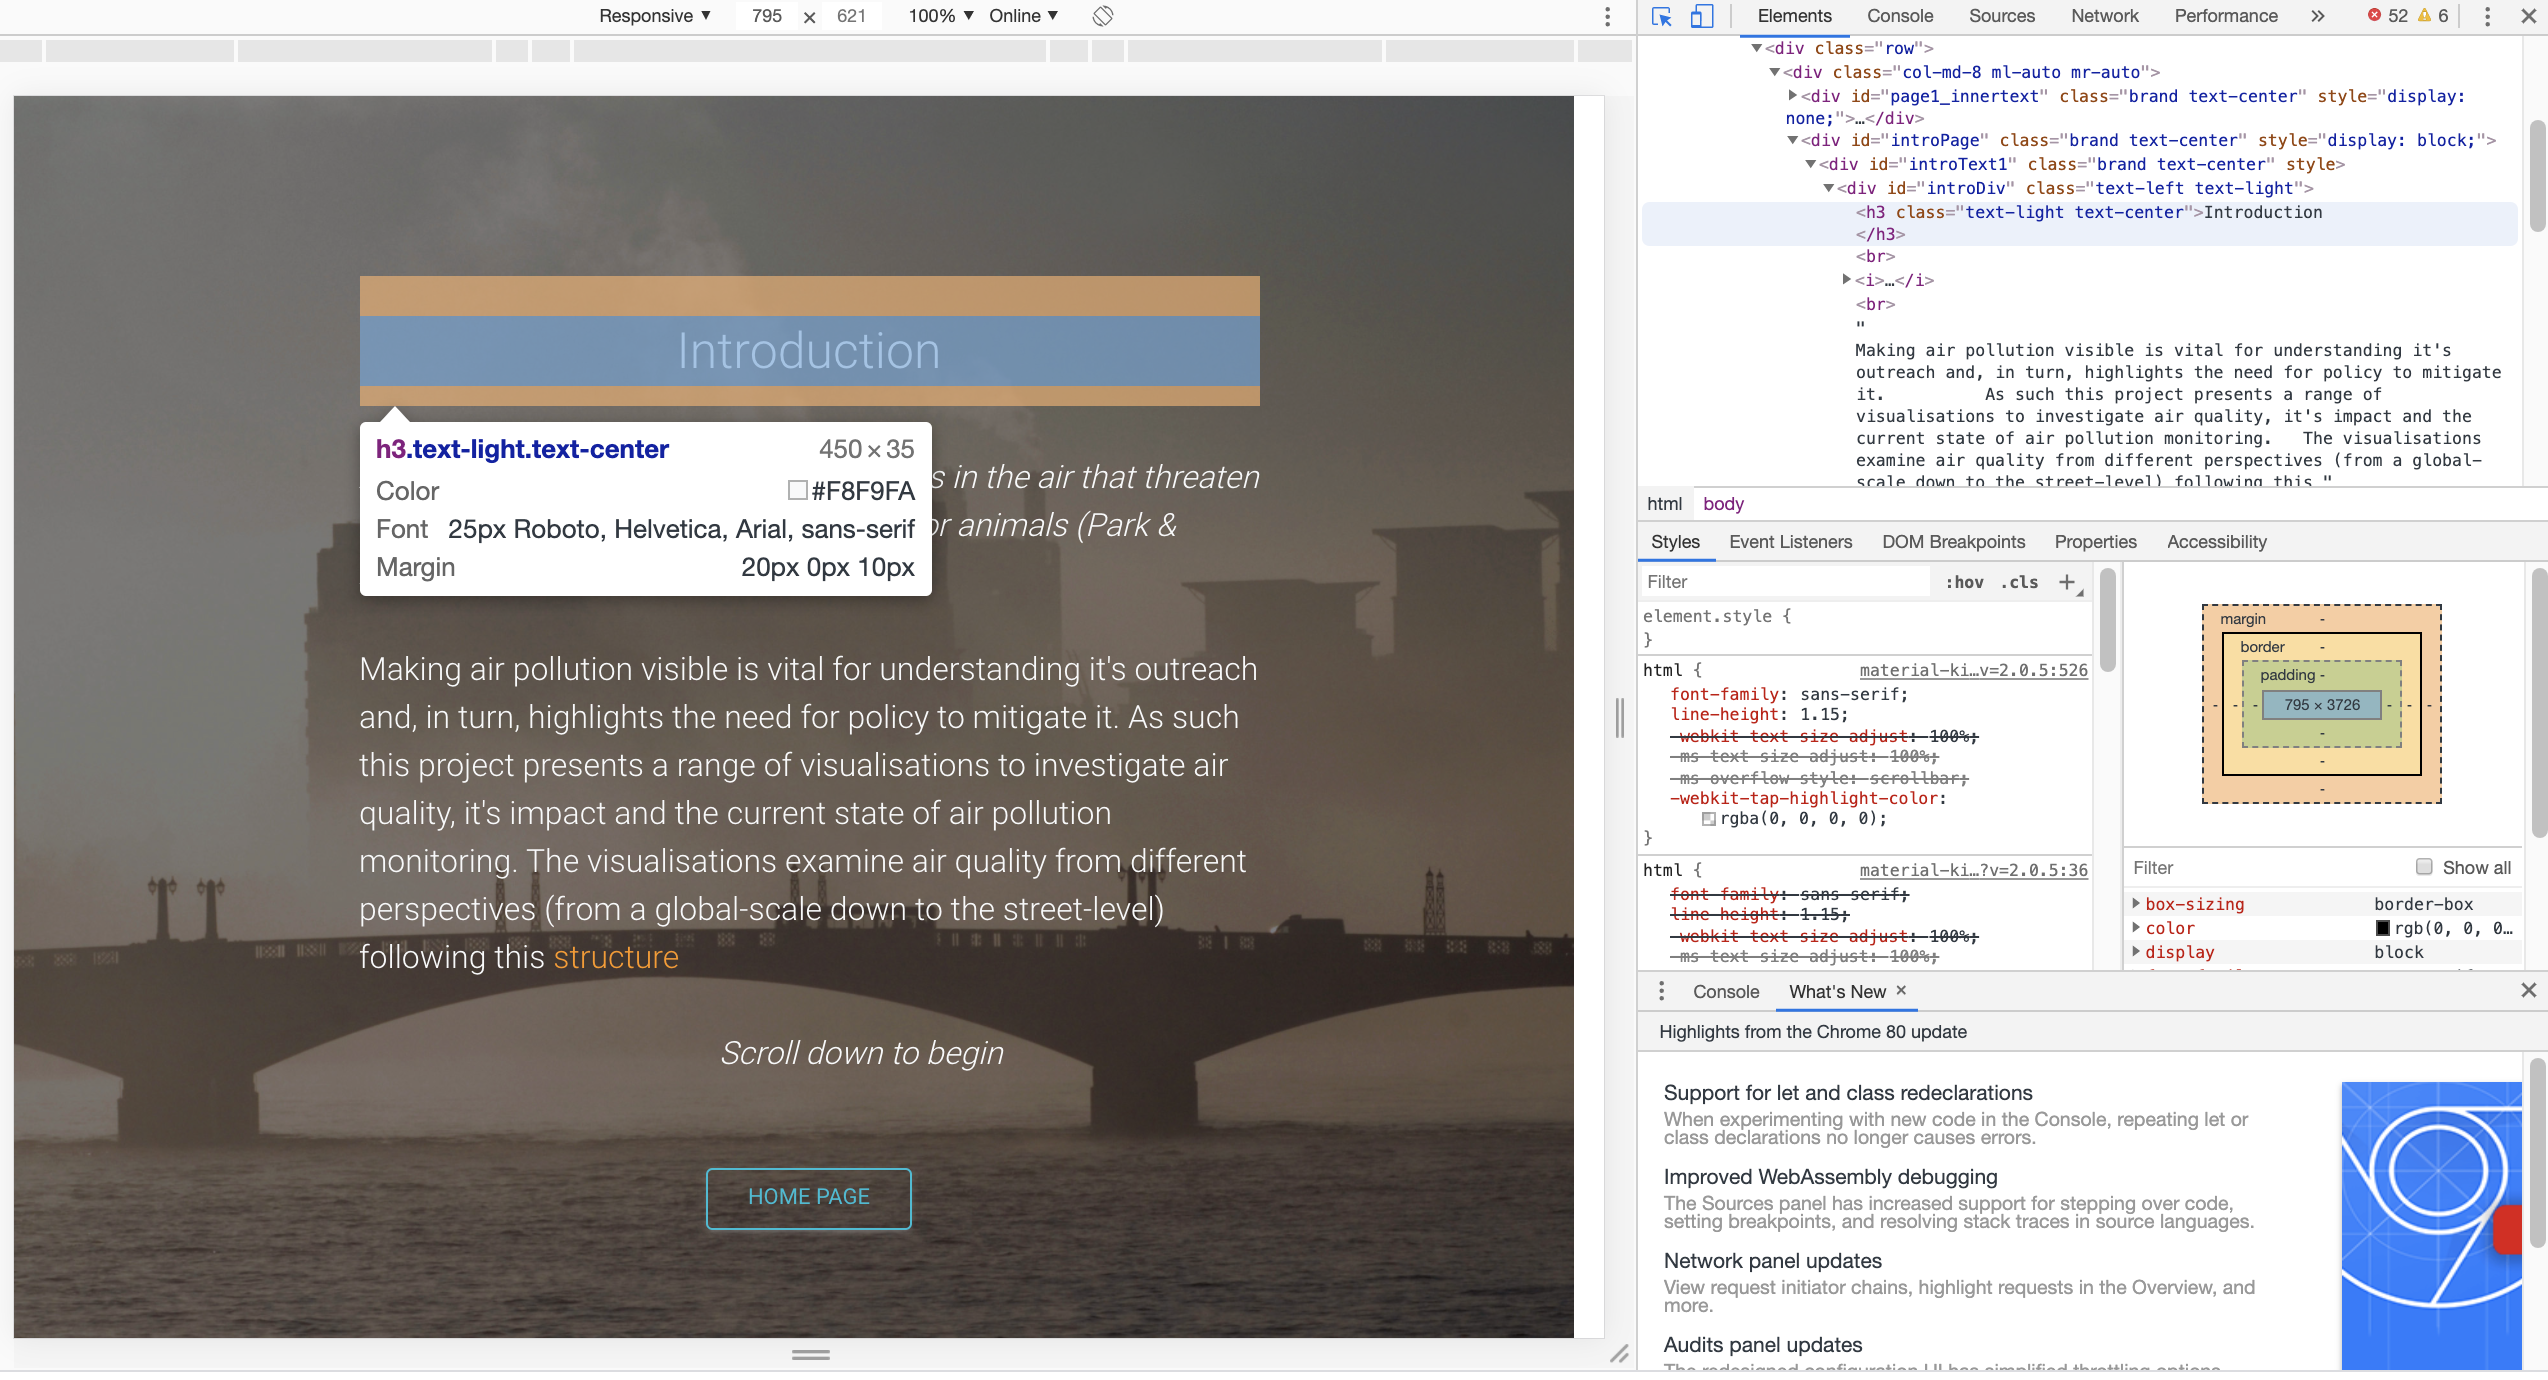 Responsive ▼ 795 × 621 100% ▼ Online ▼
Introduction
h3.text-light.text-center 450 × 35
Color #F8F9FA
Font 25px Roboto, Helvetica, Arial, sans-serif
Margin 20px 0px 10px
s in the air that threaten
or animals (Park &
Making air pollution visible is vital for understanding it's outreach
and, in turn, highlights the need for policy to mitigate it. As such
this project presents a range of visualisations to investigate air
quality, it's impact and the current state of air pollution
monitoring. The visualisations examine air quality from different
perspectives (from a global-scale down to the street-level)
following this structure
Scroll down to begin
HOME PAGE
Elements Console Sources Network Performance » 52 6
<div class="row">
<div class="col-md-8 ml-auto mr-auto">
<div id="page1_innertext" class="brand text-center" style="display:
none;">…</div>
<div id="introPage" class="brand text-center" style="display: block;">
<div id="introText1" class="brand text-center" style>
<div id="introDiv" class="text-left text-light">
<h3 class="text-light text-center">Introduction
</h3>
<br>
<i>…</i>
<br>
"
Making air pollution visible is vital for understanding it's
outreach and, in turn, highlights the need for policy to mitigate
it. As such this project presents a range of
visualisations to investigate air quality, it's impact and the
current state of air pollution monitoring. The visualisations
examine air quality from different perspectives (from a global-
scale down to the street-level) following this "
html body
Styles Event Listeners DOM Breakpoints Properties Accessibility
Filter :hov .cls +
element.style {
}
html { material-ki…v=2.0.5:526
font-family: sans-serif;
line-height: 1.15;
-webkit-text-size-adjust: 100%;
-ms-text-size-adjust: 100%;
-ms-overflow-style: scrollbar;
-webkit-tap-highlight-color:
rgba(0, 0, 0, 0);
}
html { material-ki…?v=2.0.5:36
font-family: sans-serif;
line-height: 1.15;
-webkit-text-size-adjust: 100%;
-ms-text-size-adjust: 100%;
margin -
border -
padding -
- - - 795 × 3726 - - -
-
-
-
Filter Show all
box-sizing border-box
color rgb(0, 0, 0…
display block
Console What's New ×
Highlights from the Chrome 80 update
Support for let and class redeclarations
When experimenting with new code in the Console, repeating let or
class declarations no longer causes errors.
Improved WebAssembly debugging
The Sources panel has increased support for stepping over code,
setting breakpoints, and resolving stack traces in source languages.
Network panel updates
View request initiator chains, highlight requests in the Overview, and
more.
Audits panel updates
The redesigned configuration UI has simplified throttling options